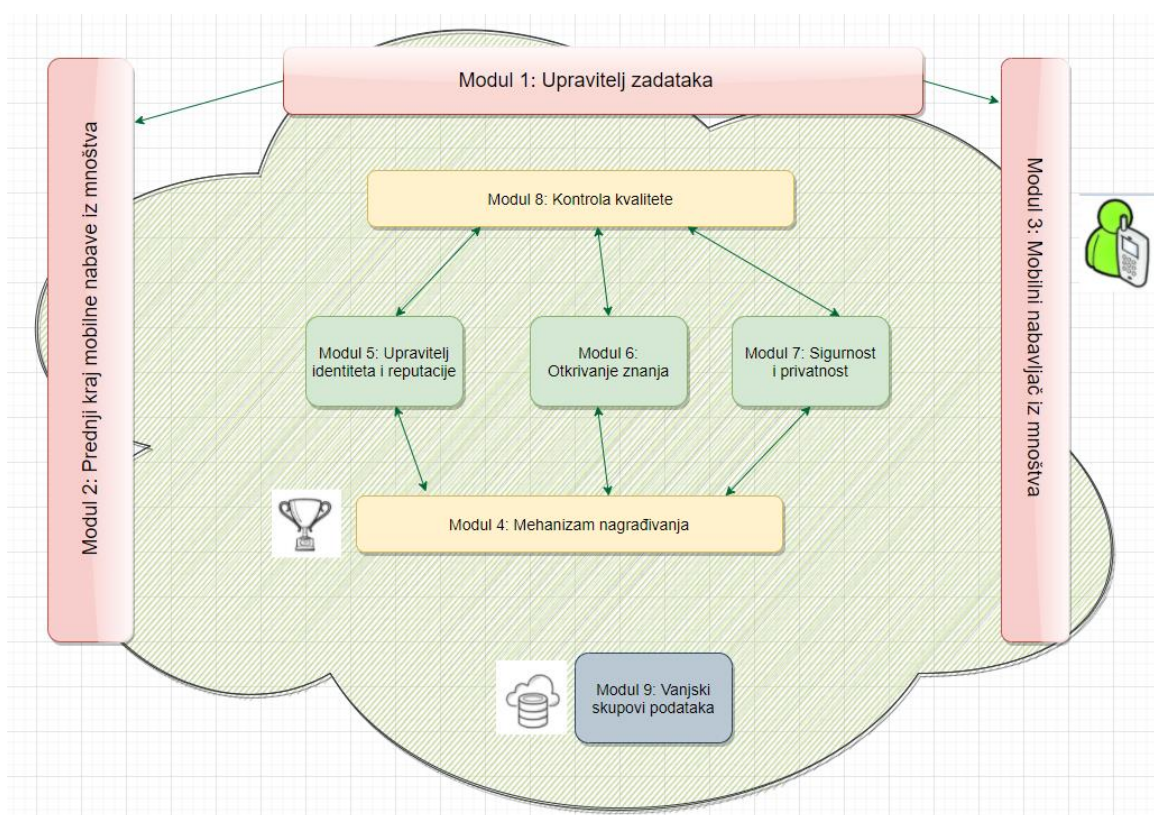 Modul 1: Upravitelj zadataka
Modul 2: Prednji kraj mobilne nabave iz mnoštva
Modul 3: Mobilni nabavljač iz mnoštva
Modul 8: Kontrola kvalitete
Modul 5: Upravitelj
identiteta i reputacije
Modul 6:
Otkrivanje znanja
Modul 7: Sigurnost
i privatnost
Modul 4: Mehanizam nagrađivanja
Modul 9: Vanjski
skupovi podataka